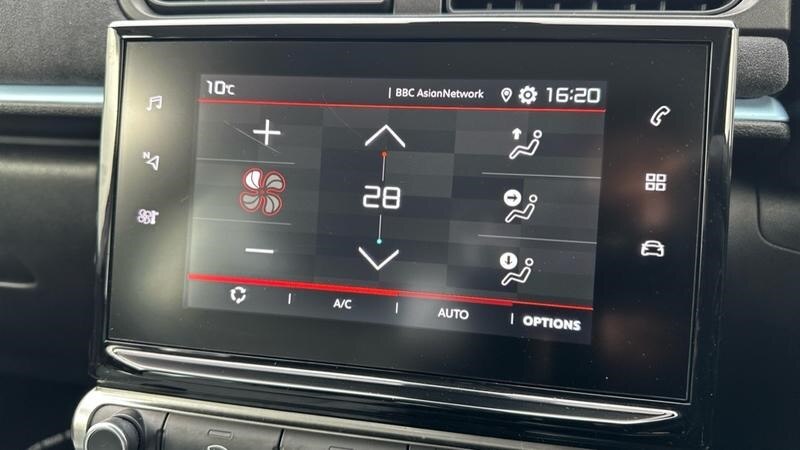 10°C | BBC AsianNetwork 16:20
N
28
A/C | AUTO | OPTIONS